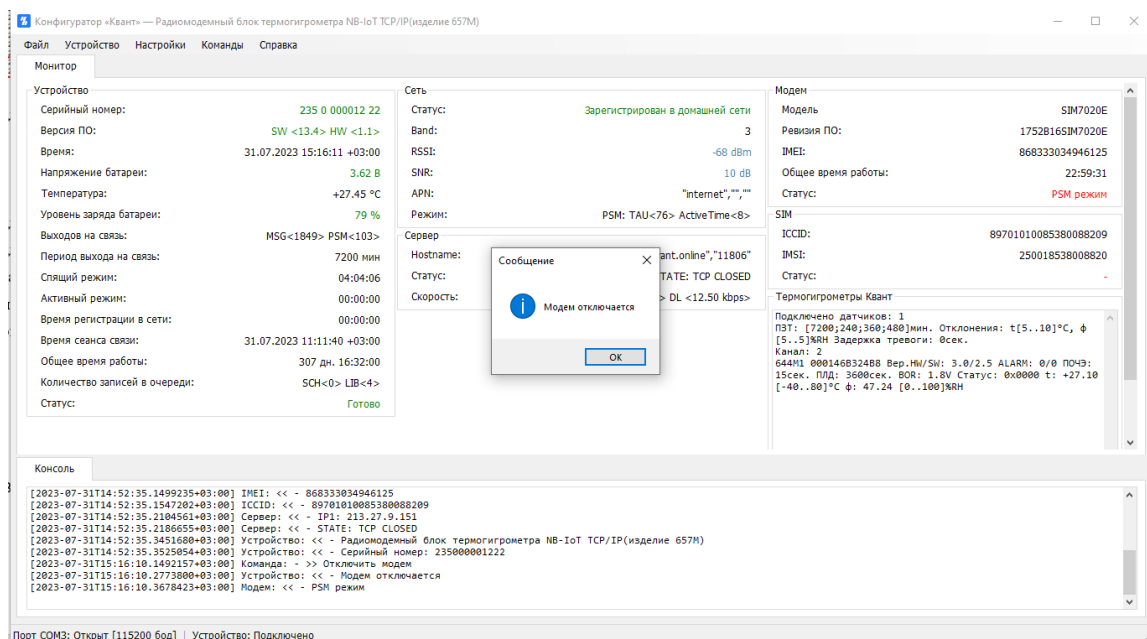 Конфигуратор «Квант» — Радиомодемный блок термогигрометра NB-IoT TCP/IP(изделие 657М)
Файл Устройство Настройки Команды Справка
Монитор
Устройство
Серийный номер: 235 0 000012 22
Версия ПО: SW <13.4> HW <1.1>
Время: 31.07.2023 15:16:11 +03:00
Напряжение батареи: 3.62 В
Температура: +27.45 °C
Уровень заряда батареи: 79 %
Выходов на связь: MSG<1849> PSM<103>
Период выхода на связь: 7200 мин
Спящий режим: 04:04:06
Активный режим: 00:00:00
Время регистрации в сети: 00:00:00
Время сеанса связи: 31.07.2023 11:11:40 +03:00
Общее время работы: 307 дн. 16:32:00
Количество записей в очереди: SCH<0> LIB<4>
Статус: Готово
Сеть
Статус: Зарегистрирован в домашней сети
Band: 3
RSSI: -68 dBm
SNR: 10 dB
APN: "internet","",""
Режим: PSM: TAU<76> ActiveTime<8>
Сервер
Hostname: ant.online","11806"
Статус: TATE: TCP CLOSED
Скорость: > DL <12.50 kbps>
Сообщение
Модем отключается
ОК
Модем
Модель SIM7020E
Ревизия ПО: 1752B16SIM7020E
IMEI: 868333034946125
Общее время работы: 22:59:31
Статус: PSM режим
SIM
ICCID: 89701010085380088209
IMSI: 250018538008820
Статус: -
Термогигрометры Квант
Подключено датчиков: 1
ПЗТ: [7200;240;360;480]мин. Отклонения: t[5..10]°C, ф
[5..5]%RH Задержка тревоги: 0сек.
Канал: 2
644М1 000146B324B8 Вер.HW/SW: 3.0/2.5 ALARM: 0/0 ПОЧЭ:
15сек. ПЛД: 3600сек. BOR: 1.8V Статус: 0x0000 t: +27.10
[-40..80]°C ф: 47.24 [0..100]%RH
Консоль
[2023-07-31T14:52:35.1499235+03:00] IMEI: << - 868333034946125
[2023-07-31T14:52:35.1547202+03:00] ICCID: << - 89701010085380088209
[2023-07-31T14:52:35.2104561+03:00] Сервер: << - IP1: 213.27.9.151
[2023-07-31T14:52:35.2186655+03:00] Сервер: << - STATE: TCP CLOSED
[2023-07-31T14:52:35.3451680+03:00] Устройство: << - Радиомодемный блок термогигрометра NB-IoT TCP/IP(изделие 657М)
[2023-07-31T14:52:35.3525054+03:00] Устройство: << - Серийный номер: 235000001222
[2023-07-31T15:16:10.1492157+03:00] Команда: - >> Отключить модем
[2023-07-31T15:16:10.2773800+03:00] Устройство: << - Модем отключается
[2023-07-31T15:16:10.3678423+03:00] Модем: << - PSM режим
Порт COM3: Открыт [115200 бод] | Устройство: Подключено